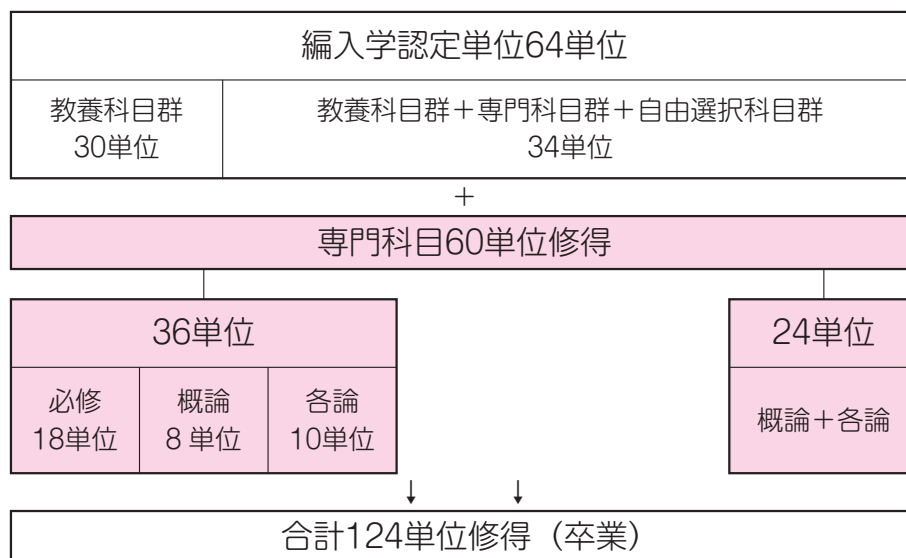 編入学認定単位64単位
教養科目群
30単位
教養科目群＋専門科目群＋自由選択科目群
34単位
＋
専門科目60単位修得
36単位
必修
18単位
概論
8単位
各論
10単位
24単位
概論＋各論
↓ ↓
合計124単位修得（卒業）